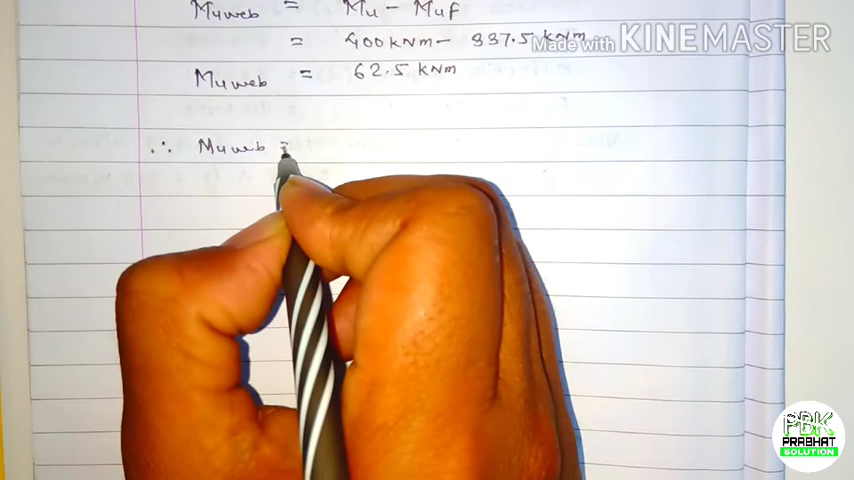 Muweb = Mu - Muf
= 400 kNm - 337.5 kNm
Made with KINEMASTER
Muweb = 62.5 kNm
∴ Muweb =
PBK
PRABHAT
SOLUTION